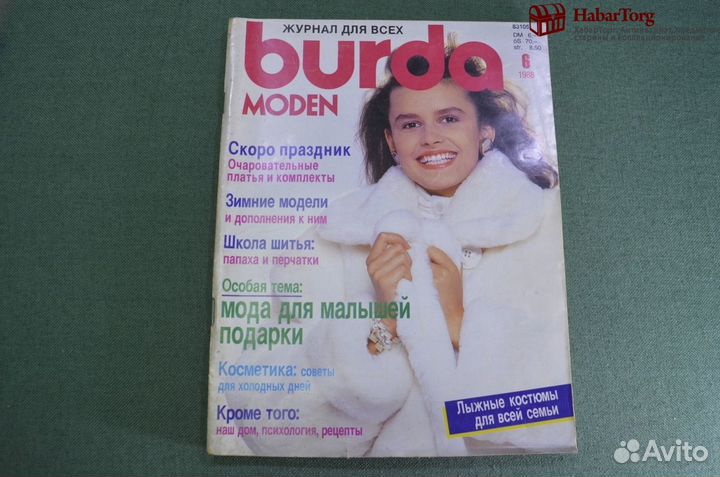 HabarTorg
ЖУРНАЛ ДЛЯ ВСЕХ
burda
MODEN
6
1988
Скоро праздник
Очаровательные
платья и комплекты
Зимние модели
и дополнения к ним
Школа шитья:
папаха и перчатки
Особая тема:
мода для малышей
подарки
Косметика: советы
для холодных дней
Кроме того:
наш дом, психология, рецепты
Лыжные костюмы
для всей семьи
Avito